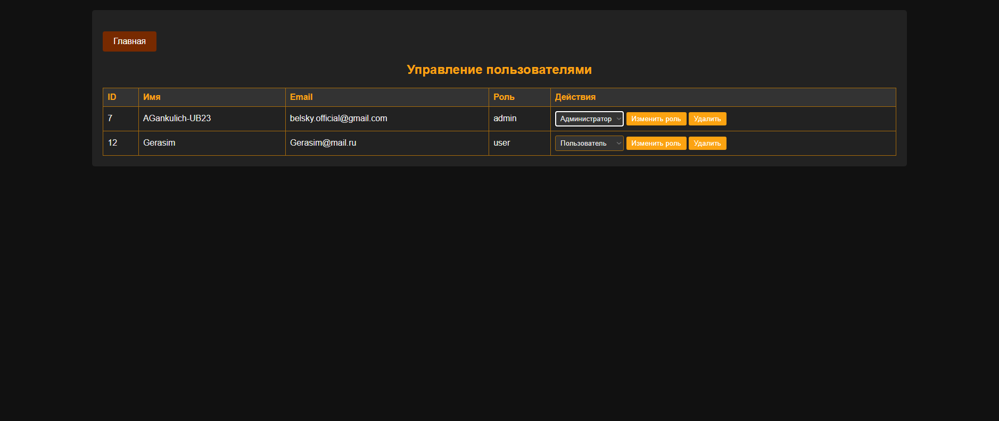 Главная
Управление пользователями
ID Имя Email Роль Действия
7 AGankulich-UB23 belsky.official@gmail.com admin Администратор Изменить роль Удалить
12 Gerasim Gerasim@mail.ru user Пользователь Изменить роль Удалить